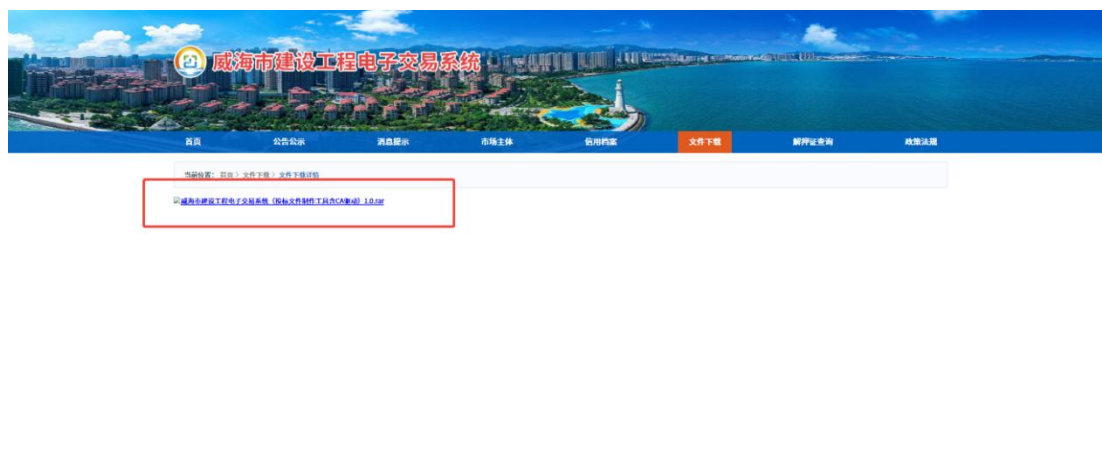 威海市建设工程电子交易系统
首页 公告公示 消息提示 市场主体 信用档案 文件下载 解押证查询 政策法规
当前位置: 首页 〉 文件下载 〉 文件下载详情
威海市建设工程电子交易系统（投标文件制作工具含CA驱动）1.0.rar